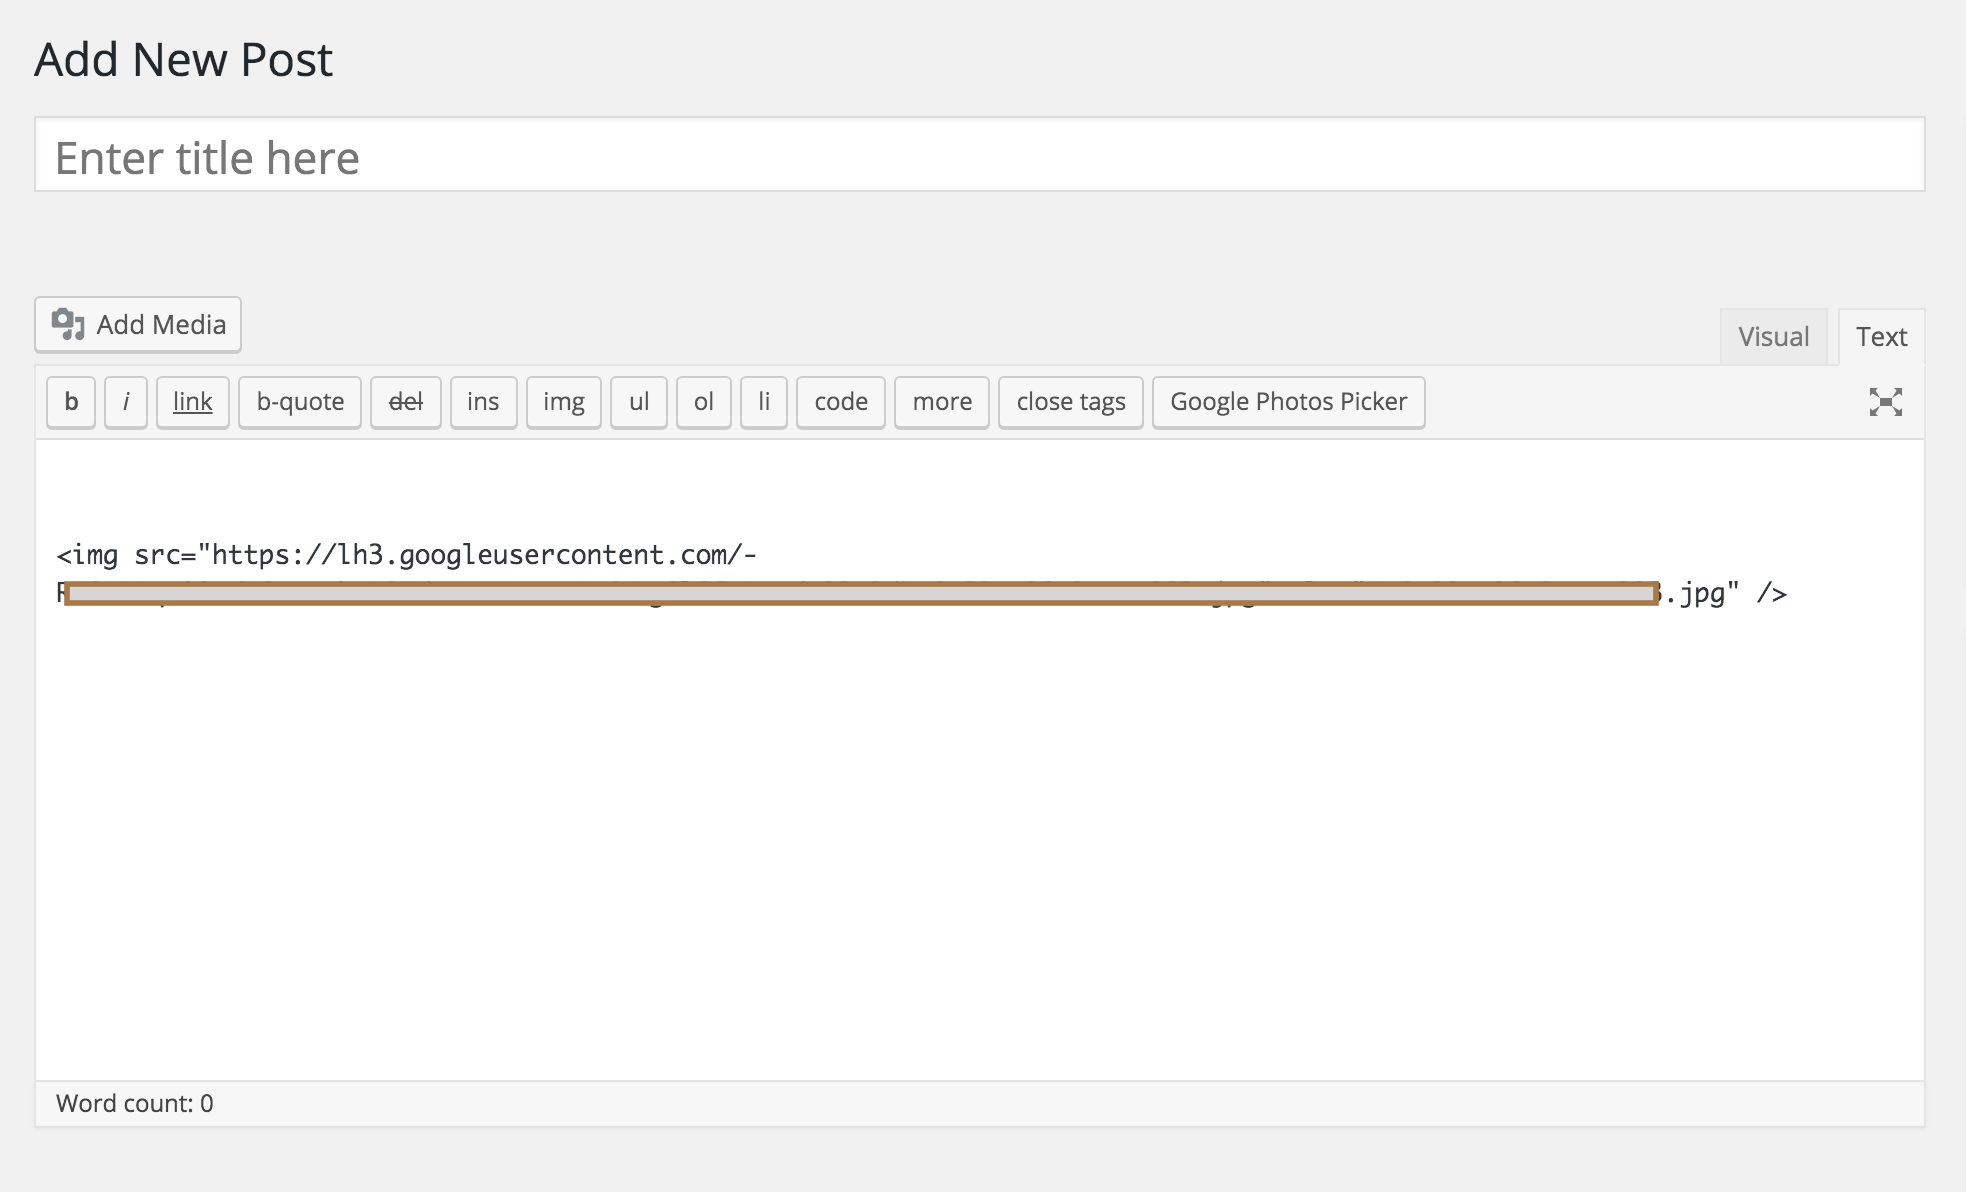 Add New Post
Enter title here
Add Media
Visual Text
b i link b-quote del ins img ul ol li code more close tags Google Photos Picker
<img src="https://lh3.googleusercontent.com/-
.jpg" />
Word count: 0